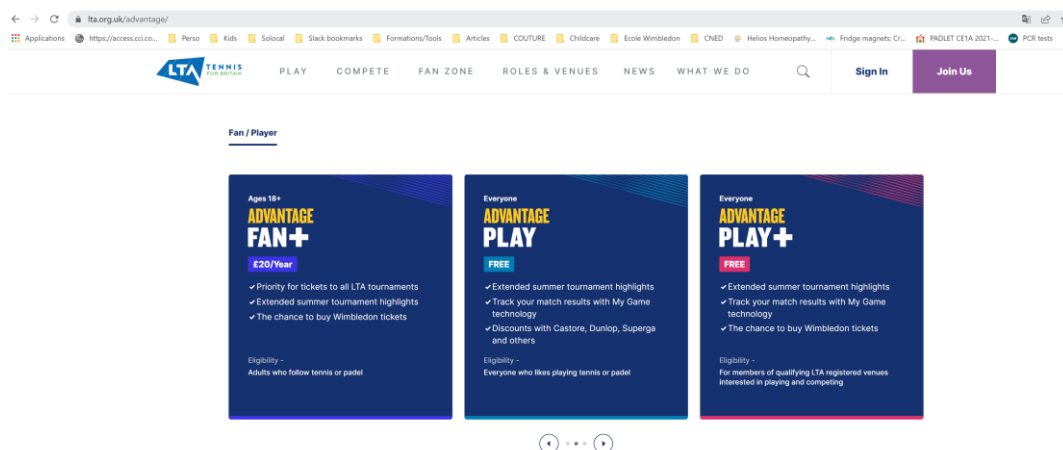 lta.org.uk/advantage/
Applications https://access.cci.co... Perso Kids Solocal Slack bookmarks Formations/Tools Articles COUTURE Childcare Ecole Wimbledon CNED Helios Homeopathy... Fridge magnets: Cr... PADLET CE1A 2021-... PCR tests
LTA TENNIS FOR BRITAIN PLAY COMPETE FAN ZONE ROLES & VENUES NEWS WHAT WE DO Sign In Join Us
Fan / Player
Ages 18+
ADVANTAGE
FAN+
£20/Year
✓Priority for tickets to all LTA tournaments
✓Extended summer tournament highlights
✓The chance to buy Wimbledon tickets
Eligibility -
Adults who follow tennis or padel
Everyone
ADVANTAGE
PLAY
FREE
✓Extended summer tournament highlights
✓Track your match results with My Game
technology
✓Discounts with Castore, Dunlop, Superga
and others
Eligibility -
Everyone who likes playing tennis or padel
Everyone
ADVANTAGE
PLAY+
FREE
✓Extended summer tournament highlights
✓Track your match results with My Game
technology
✓The chance to buy Wimbledon tickets
Eligibility -
For members of qualifying LTA registered venues
interested in playing and competing